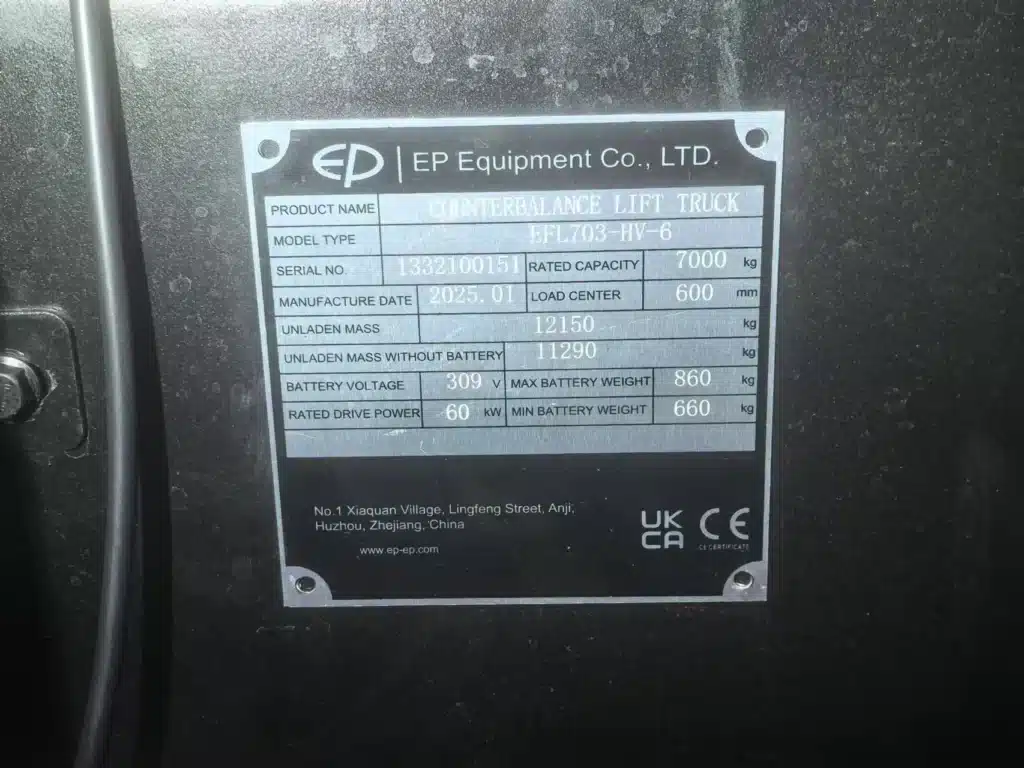 EP | EP Equipment Co., LTD.
PRODUCT NAME COUNTERBALANCE LIFT TRUCK
MODEL TYPE EFL703-HV-6
SERIAL NO. 1332100151 RATED CAPACITY 7000 kg
MANUFACTURE DATE 2025.01 LOAD CENTER 600 mm
UNLADEN MASS 12150 kg
UNLADEN MASS WITHOUT BATTERY 11290 kg
BATTERY VOLTAGE 309 V MAX BATTERY WEIGHT 860 kg
RATED DRIVE POWER 60 kW MIN BATTERY WEIGHT 660 kg
No.1 Xiaquan Village, Lingfeng Street, Anji,
Huzhou, Zhejiang, China
www.ep-ep.com
UK
CA
CE
CE CERTIFICATE